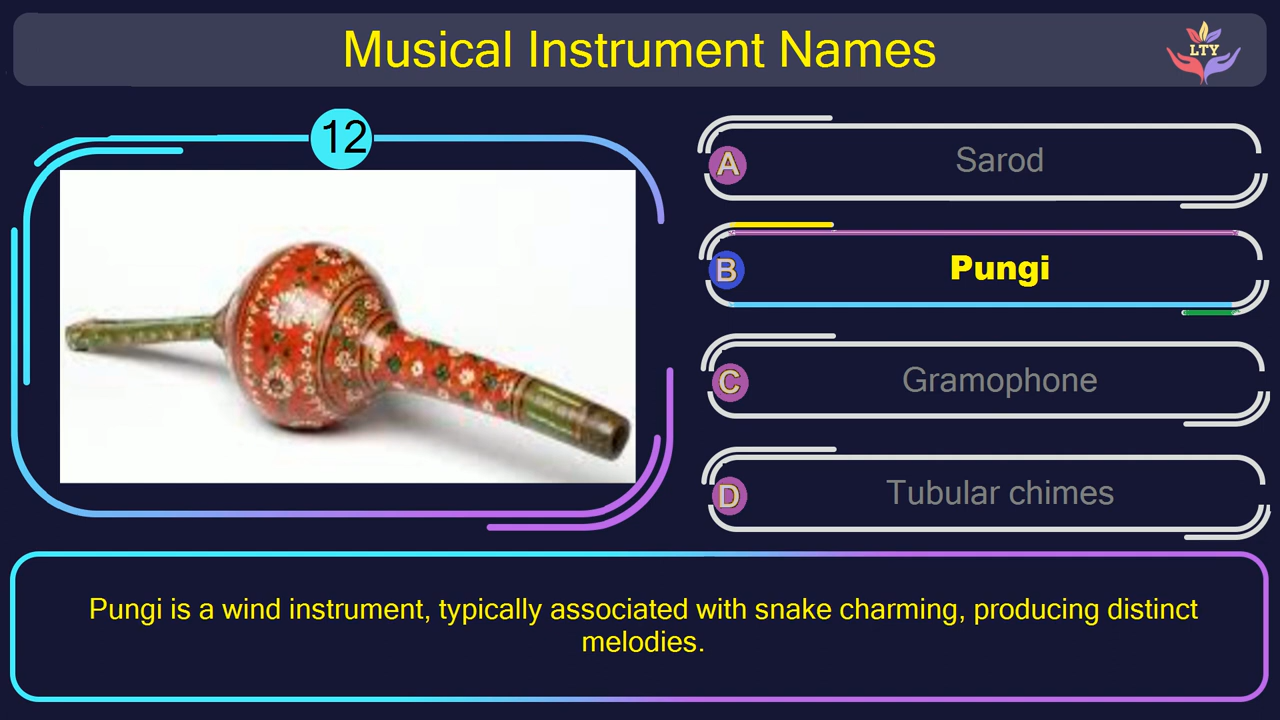 Musical Instrument Names
LTY
12
A
Sarod
B
Pungi
C
Gramophone
D
Tubular chimes
Pungi is a wind instrument, typically associated with snake charming, producing distinct
melodies.